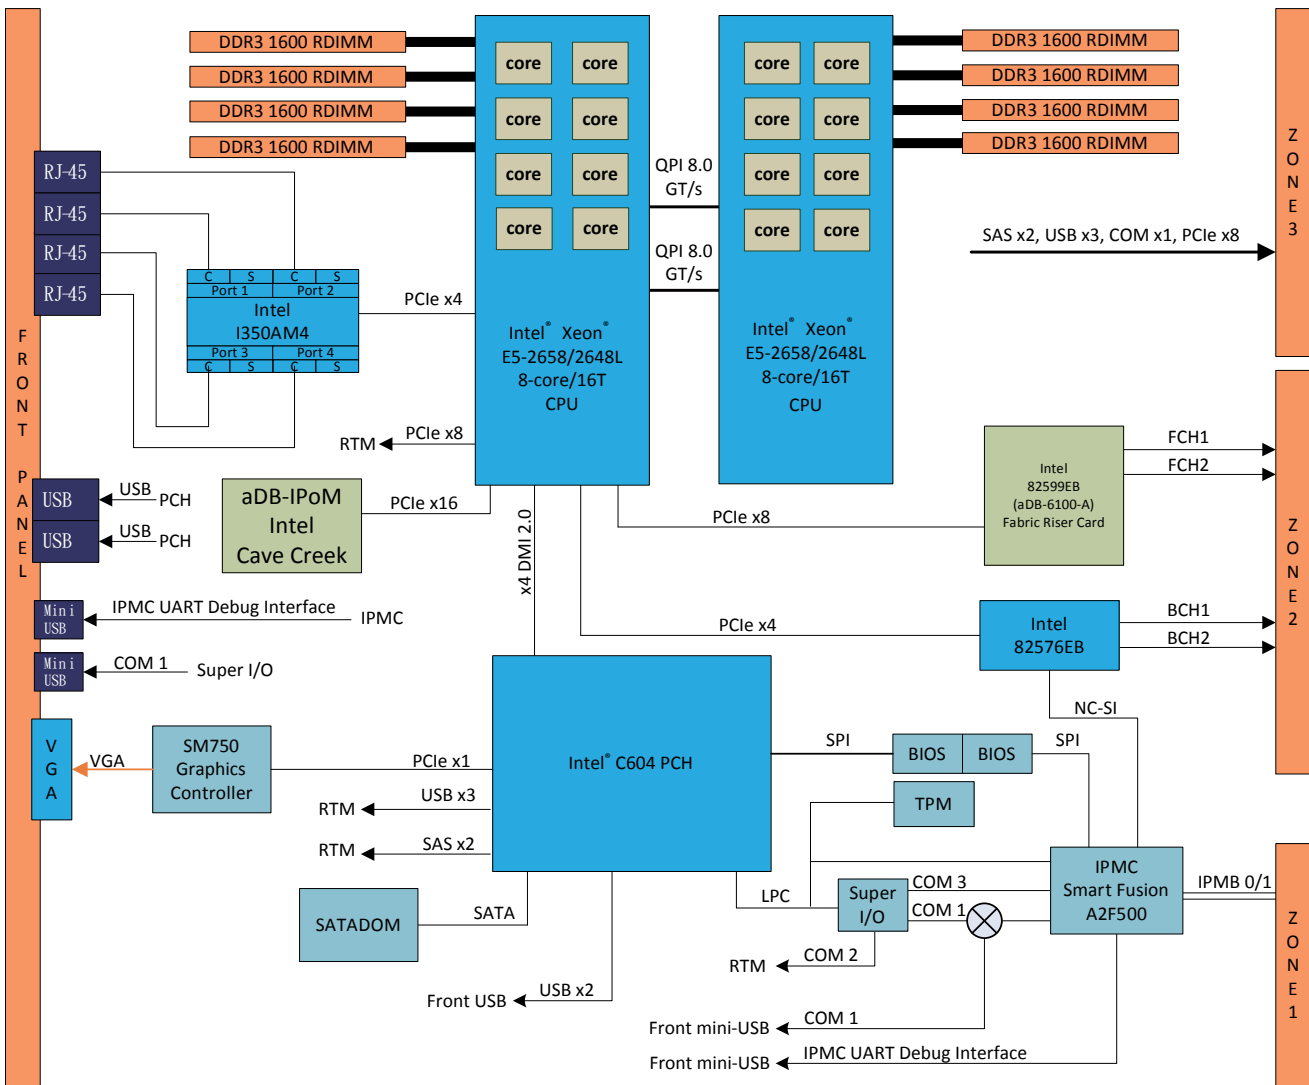 DDR3 1600 RDIMM
DDR3 1600 RDIMM
DDR3 1600 RDIMM
DDR3 1600 RDIMM
core core
core core
core core
core core
Intel® Xeon®
E5-2658/2648L
8-core/16T
CPU
QPI 8.0
GT/s
QPI 8.0
GT/s
core core
core core
core core
core core
Intel® Xeon®
E5-2658/2648L
8-core/16T
CPU
DDR3 1600 RDIMM
DDR3 1600 RDIMM
DDR3 1600 RDIMM
DDR3 1600 RDIMM
ZONE3
SAS x2, USB x3, COM x1, PCIe x8
FRONT PANEL
RJ-45
RJ-45
RJ-45
RJ-45
C S C S
Port 1 Port 2
Intel
I350AM4
Port 3 Port 4
C S C S
PCIe x4
RTM PCIe x8
aDB-IPoM
Intel
Cave Creek
PCIe x16
x4 DMI 2.0
PCIe x8
Intel
82599EB
(aDB-6100-A)
Fabric Riser Card
FCH1
FCH2
ZONE2
USB USB PCH
USB USB PCH
Mini
USB
IPMC UART Debug Interface IPMC
Mini
USB
COM 1 Super I/O
PCIe x4
Intel
82576EB
BCH1
BCH2
NC-SI
VGA
VGA
SM750
Graphics
Controller
PCIe x1
RTM USB x3
RTM SAS x2
Intel® C604 PCH
SPI
BIOS BIOS
SPI
TPM
SATADOM
SATA
LPC
Super
I/O
COM 3
COM 1
IPMC
Smart Fusion
A2F500
IPMB 0/1
ZONE1
RTM COM 2
Front USB USB x2
Front mini-USB COM 1
Front mini-USB IPMC UART Debug Interface